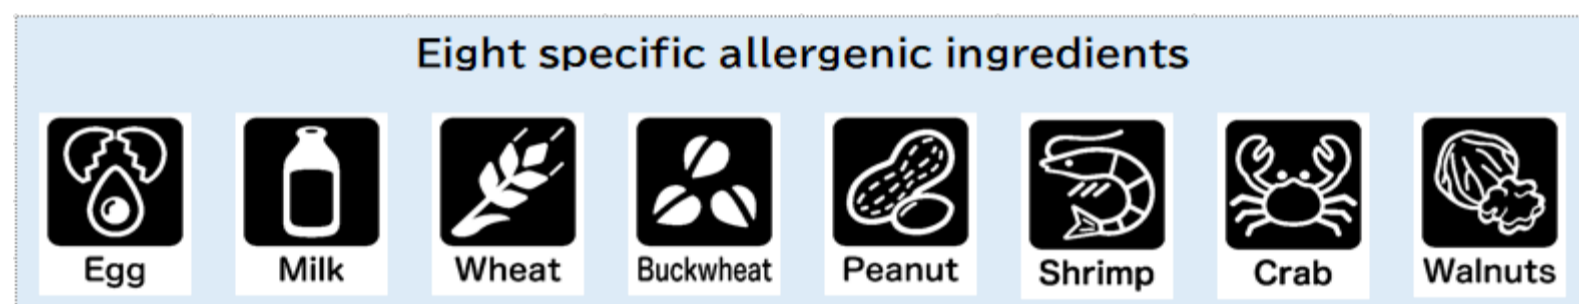 Eight specific allergenic ingredients
Egg Milk Wheat Buckwheat Peanut Shrimp Crab Walnuts